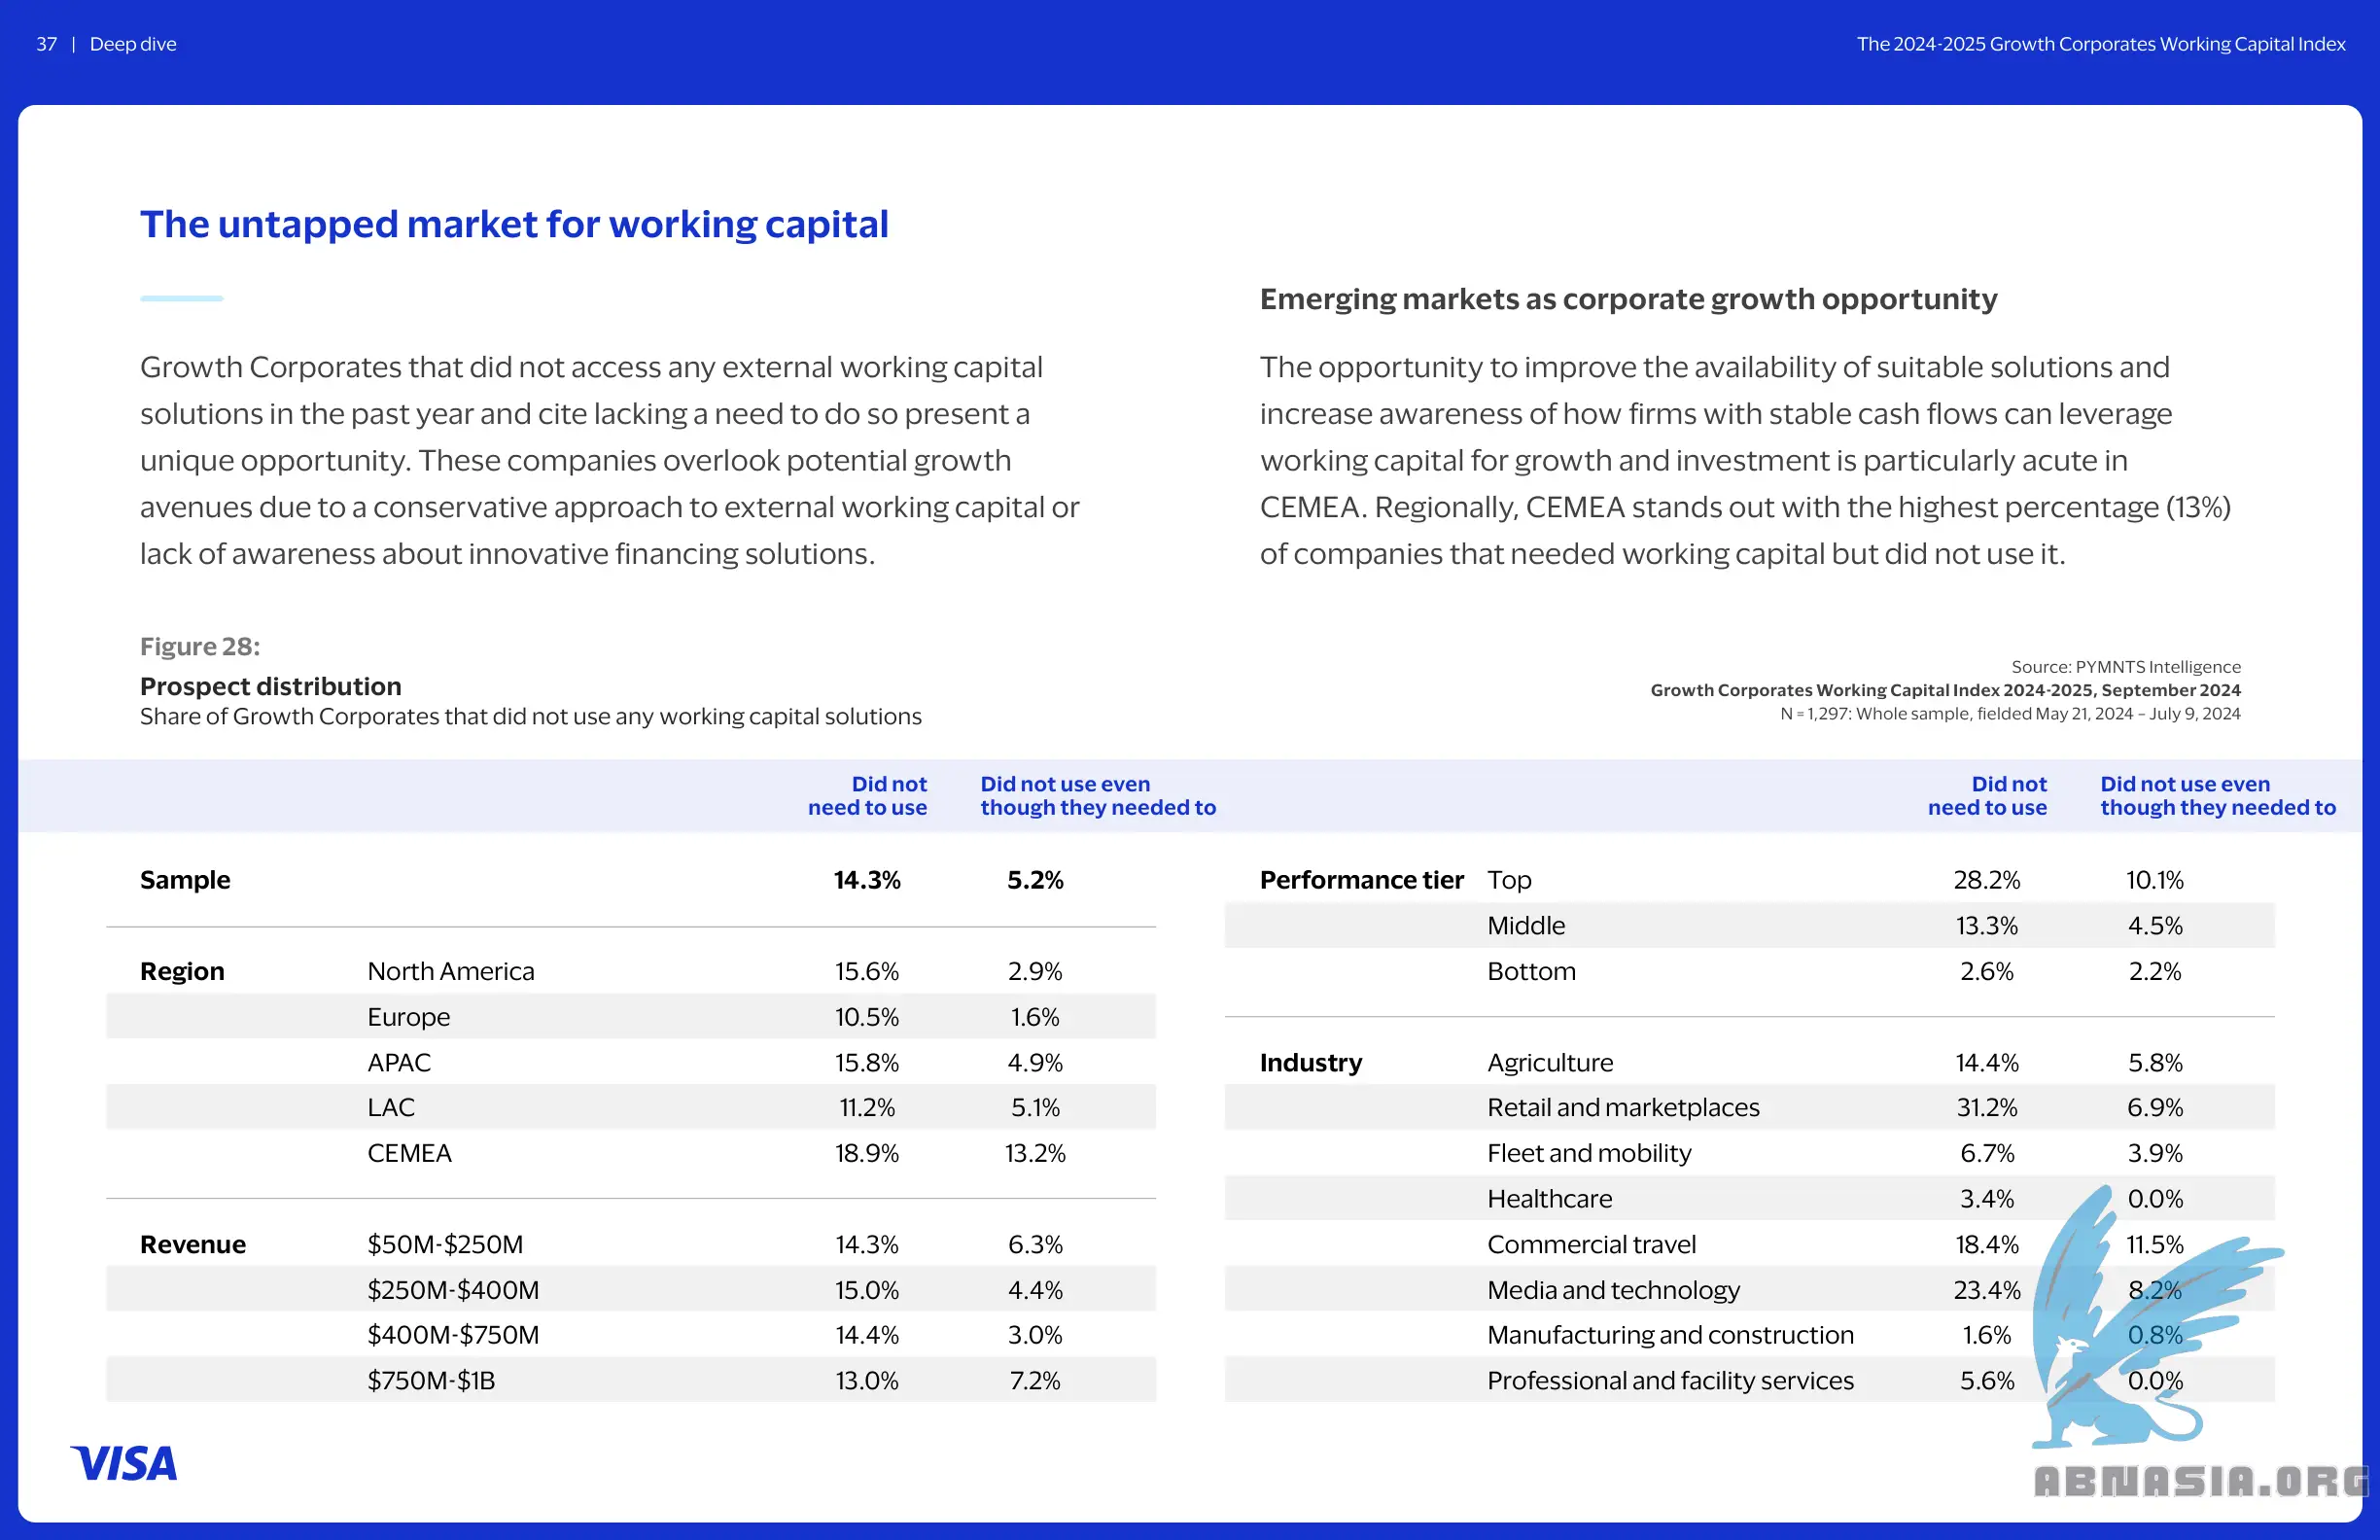 37 | Deep dive
The 2024-2025 Growth Corporates Working Capital Index
The untapped market for working capital
Growth Corporates that did not access any external working capital
solutions in the past year and cite lacking a need to do so present a
unique opportunity. These companies overlook potential growth
avenues due to a conservative approach to external working capital or
lack of awareness about innovative financing solutions.
Emerging markets as corporate growth opportunity
The opportunity to improve the availability of suitable solutions and
increase awareness of how firms with stable cash flows can leverage
working capital for growth and investment is particularly acute in
CEMEA. Regionally, CEMEA stands out with the highest percentage (13%)
of companies that needed working capital but did not use it.
Figure 28:
Prospect distribution
Share of Growth Corporates that did not use any working capital solutions
Source: PYMNTS Intelligence
Growth Corporates Working Capital Index 2024-2025, September 2024
N = 1,297: Whole sample, fielded May 21, 2024 – July 9, 2024
Did not need to use | Did not use even though they needed to
Sample 14.3% 5.2%
Region North America 15.6% 2.9%
Europe 10.5% 1.6%
APAC 15.8% 4.9%
LAC 11.2% 5.1%
CEMEA 18.9% 13.2%
Revenue $50M-$250M 14.3% 6.3%
$250M-$400M 15.0% 4.4%
$400M-$750M 14.4% 3.0%
$750M-$1B 13.0% 7.2%
Did not need to use | Did not use even though they needed to
Performance tier Top 28.2% 10.1%
Middle 13.3% 4.5%
Bottom 2.6% 2.2%
Industry Agriculture 14.4% 5.8%
Retail and marketplaces 31.2% 6.9%
Fleet and mobility 6.7% 3.9%
Healthcare 3.4% 0.0%
Commercial travel 18.4% 11.5%
Media and technology 23.4% 8.2%
Manufacturing and construction 1.6% 0.8%
Professional and facility services 5.6% 0.0%
VISA
ABNASIA.ORG